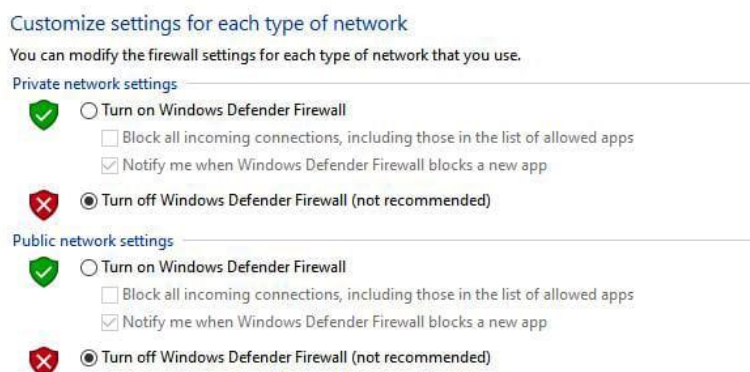 Customize settings for each type of network
You can modify the firewall settings for each type of network that you use.
Private network settings
Turn on Windows Defender Firewall
Block all incoming connections, including those in the list of allowed apps
Notify me when Windows Defender Firewall blocks a new app
Turn off Windows Defender Firewall (not recommended)
Public network settings
Turn on Windows Defender Firewall
Block all incoming connections, including those in the list of allowed apps
Notify me when Windows Defender Firewall blocks a new app
Turn off Windows Defender Firewall (not recommended)